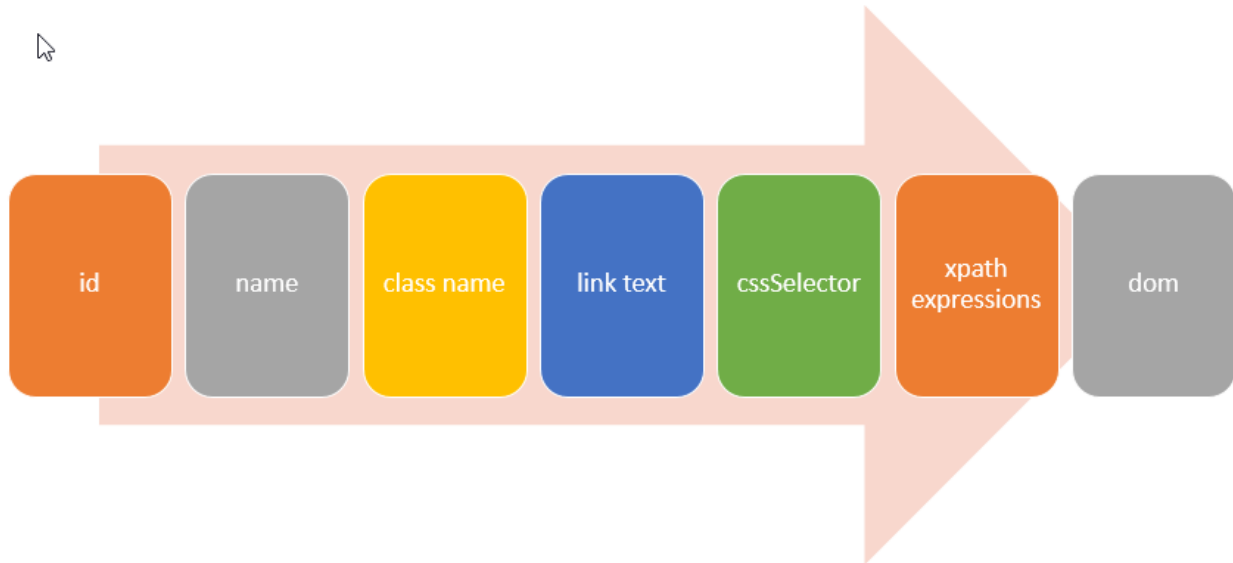 id
name
class name
link text
cssSelector
xpath
expressions
dom